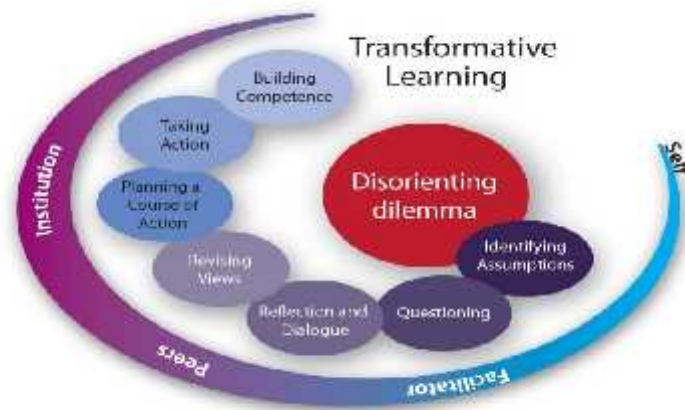 Transformative
Learning
Building
Competence
Taking
Action
Planning a
Course of
Action
Revising
Views
Reflection and
Dialogue
Questioning
Identifying
Assumptions
Disorienting
dilemma
Institution
Peers
Facilitator
Self